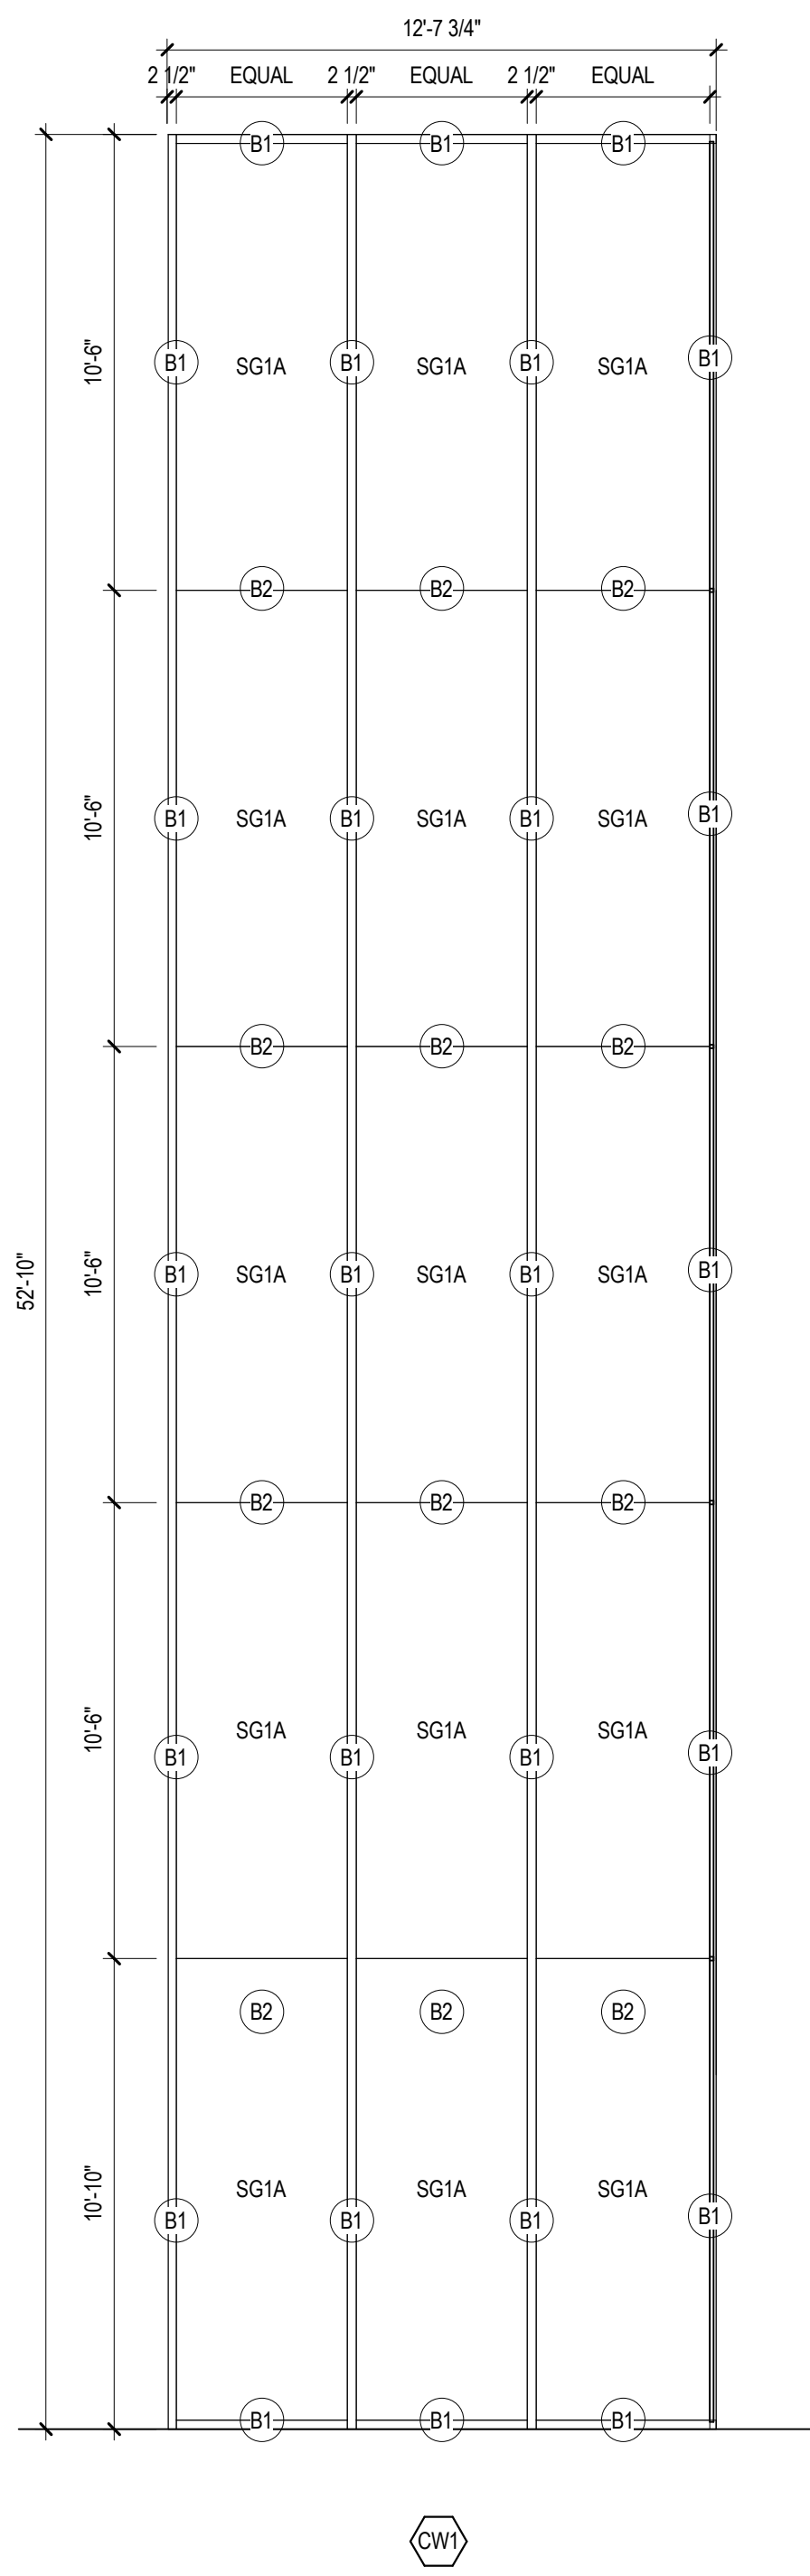 12'-7 3/4"
2 1/2" EQUAL 2 1/2" EQUAL 2 1/2" EQUAL
B1 B1 B1
10'-6" B1 SG1A B1 SG1A B1 SG1A B1
B2 B2 B2
10'-6" B1 SG1A B1 SG1A B1 SG1A B1
B2 B2 B2
52'-10" 10'-6" B1 SG1A B1 SG1A B1 SG1A B1
B2 B2 B2
10'-6" B1 SG1A B1 SG1A B1 SG1A B1
B2 B2 B2
10'-10" B1 SG1A B1 SG1A B1 SG1A B1
B1 B1 B1
CW1